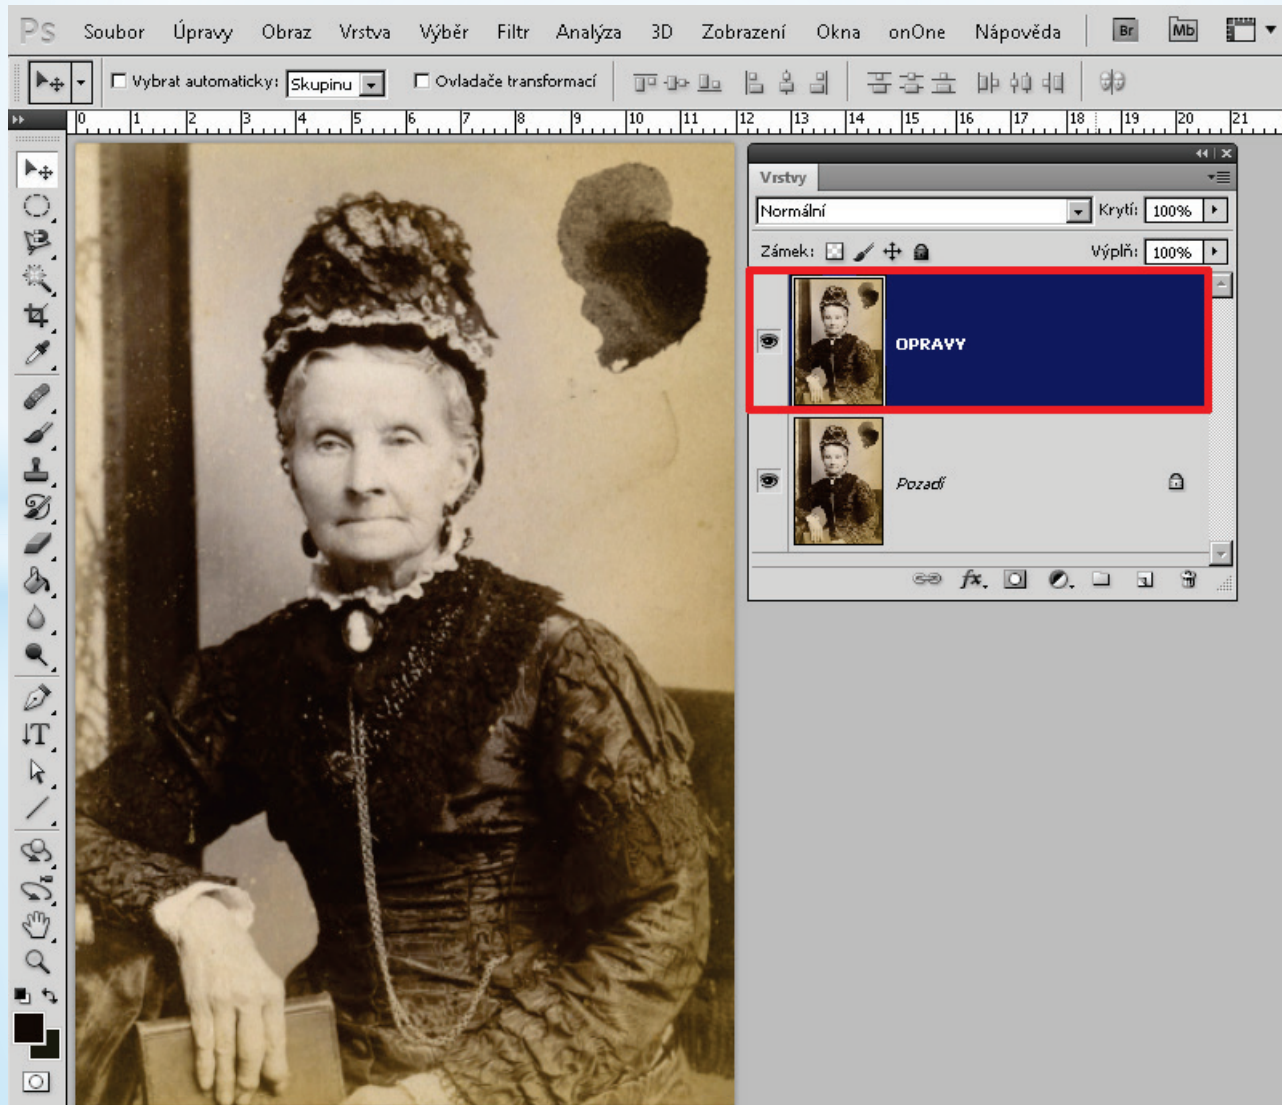 Ps Soubor Úpravy Obraz Vrstva Výběr Filtr Analýza 3D Zobrazení Okna onOne Nápověda Br Mb
Vybrat automaticky: Skupinu Ovladače transformací
0 1 2 3 4 5 6 7 8 9 10 11 12 13 14 15 16 17 18 19 20 21
Vrstvy
Normální Krytí: 100%
Zámek: Výplň: 100%
OPRAVY
Pozadí
fx.